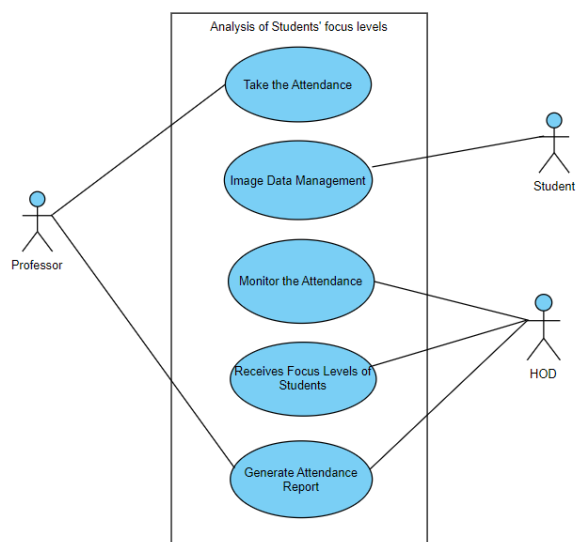 Analysis of Students' focus levels
Take the Attendance
Image Data Management
Student
Professor
Monitor the Attendance
Receives Focus Levels of
Students
HOD
Generate Attendance
Report